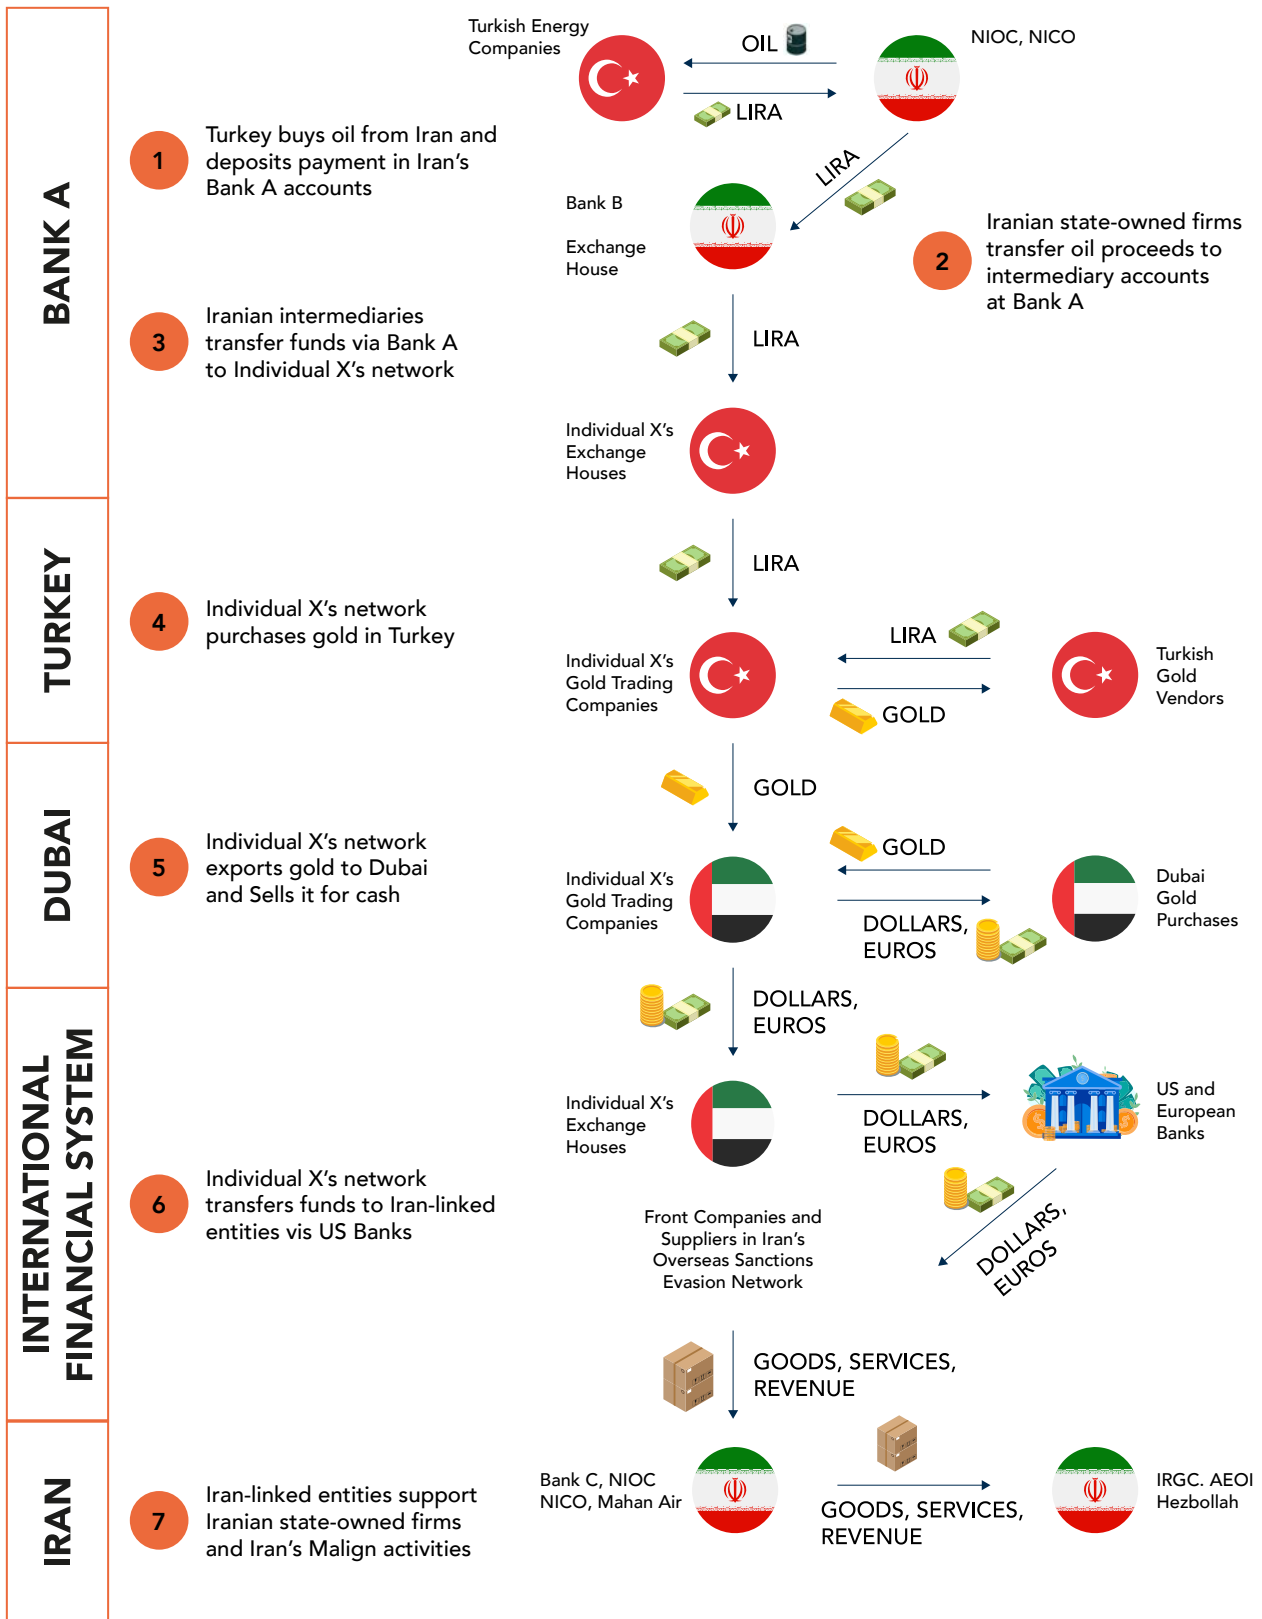 BANK A
TURKEY
DUBAI
INTERNATIONAL
FINANCIAL SYSTEM
IRAN
Turkish Energy
Companies
OIL
LIRA
NIOC, NICO
1
Turkey buys oil from Iran and
deposits payment in Iran's
Bank A accounts
LIRA
Bank B
Exchange
House
2
Iranian state-owned firms
transfer oil proceeds to
intermediary accounts
at Bank A
3
Iranian intermediaries
transfer funds via Bank A
to Individual X's network
LIRA
Individual X's
Exchange
Houses
LIRA
4
Individual X's network
purchases gold in Turkey
Individual X's
Gold Trading
Companies
LIRA
GOLD
Turkish
Gold
Vendors
GOLD
5
Individual X's network
exports gold to Dubai
and Sells it for cash
Individual X's
Gold Trading
Companies
GOLD
DOLLARS,
EUROS
Dubai
Gold
Purchases
DOLLARS,
EUROS
Individual X's
Exchange
Houses
DOLLARS,
EUROS
US and
European
Banks
6
Individual X's network
transfers funds to Iran-linked
entities vis US Banks
DOLLARS,
EUROS
Front Companies and
Suppliers in Iran's
Overseas Sanctions
Evasion Network
GOODS, SERVICES,
REVENUE
7
Iran-linked entities support
Iranian state-owned firms
and Iran's Malign activities
Bank C, NIOC
NICO, Mahan Air
GOODS, SERVICES,
REVENUE
IRGC. AEOI
Hezbollah